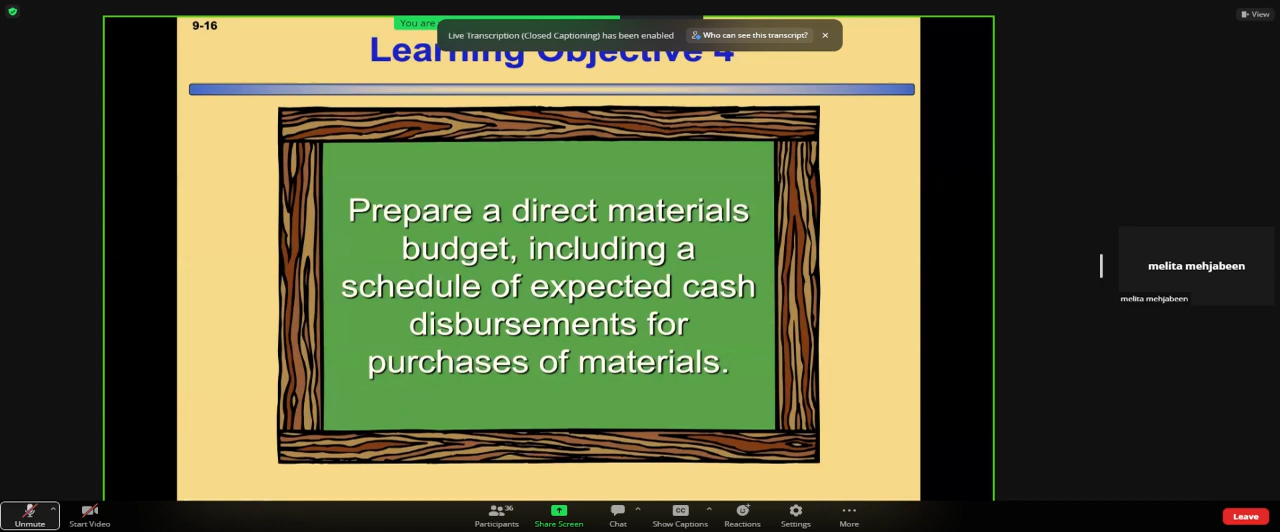 9-16
You are
Live Transcription (Closed Captioning) has been enabled
Who can see this transcript?
View
Learning Objective 4
Prepare a direct materials
budget, including a
schedule of expected cash
disbursements for
purchases of materials.
melita mehjabeen
melita mehjabeen
Unmute
Start Video
Participants
36
Share Screen
Chat
CC
Show Captions
Reactions
Settings
More
Leave